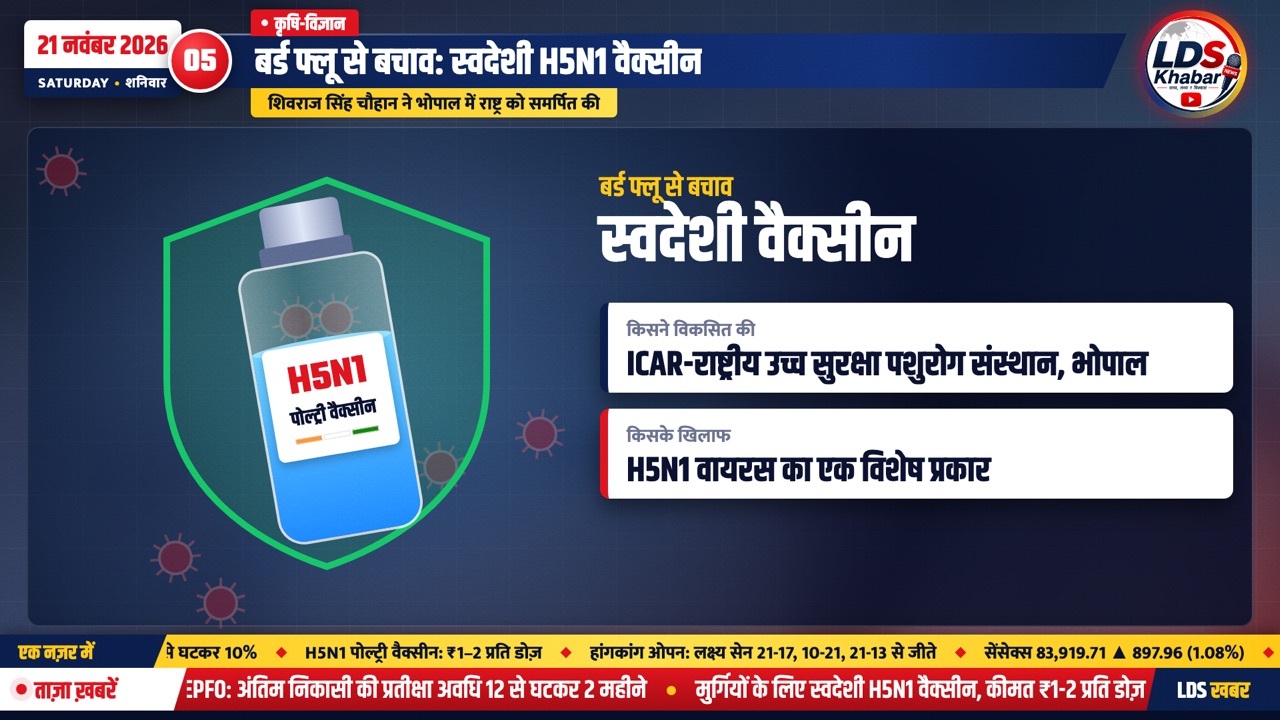 21 नवंबर 2026
SATURDAY • शनिवार
05
• कृषि-विज्ञान
बर्ड फ्लू से बचाव: स्वदेशी H5N1 वैक्सीन
शिवराज सिंह चौहान ने भोपाल में राष्ट्र को समर्पित की
LDS
Khabar
NEWS
बर्ड फ्लू से बचाव
स्वदेशी वैक्सीन
H5N1
पोल्ट्री वैक्सीन
किसने विकसित की
ICAR-राष्ट्रीय उच्च सुरक्षा पशुरोग संस्थान, भोपाल
किसके खिलाफ
H5N1 वायरस का एक विशेष प्रकार
एक नज़र में
से घटकर 10% ◆ H5N1 पोल्ट्री वैक्सीन: ₹1–2 प्रति डोज़ ◆ हांगकांग ओपन: लक्ष्य सेन 21-17, 10-21, 21-13 से जीते ◆ सेंसेक्स 83,919.71 ▲ 897.96 (1.08%) ◆
ताज़ा ख़बरें
EPFO: अंतिम निकासी की प्रतीक्षा अवधि 12 से घटकर 2 महीने • मुर्गियों के लिए स्वदेशी H5N1 वैक्सीन, कीमत ₹1-2 प्रति डोज़
LDS खबर